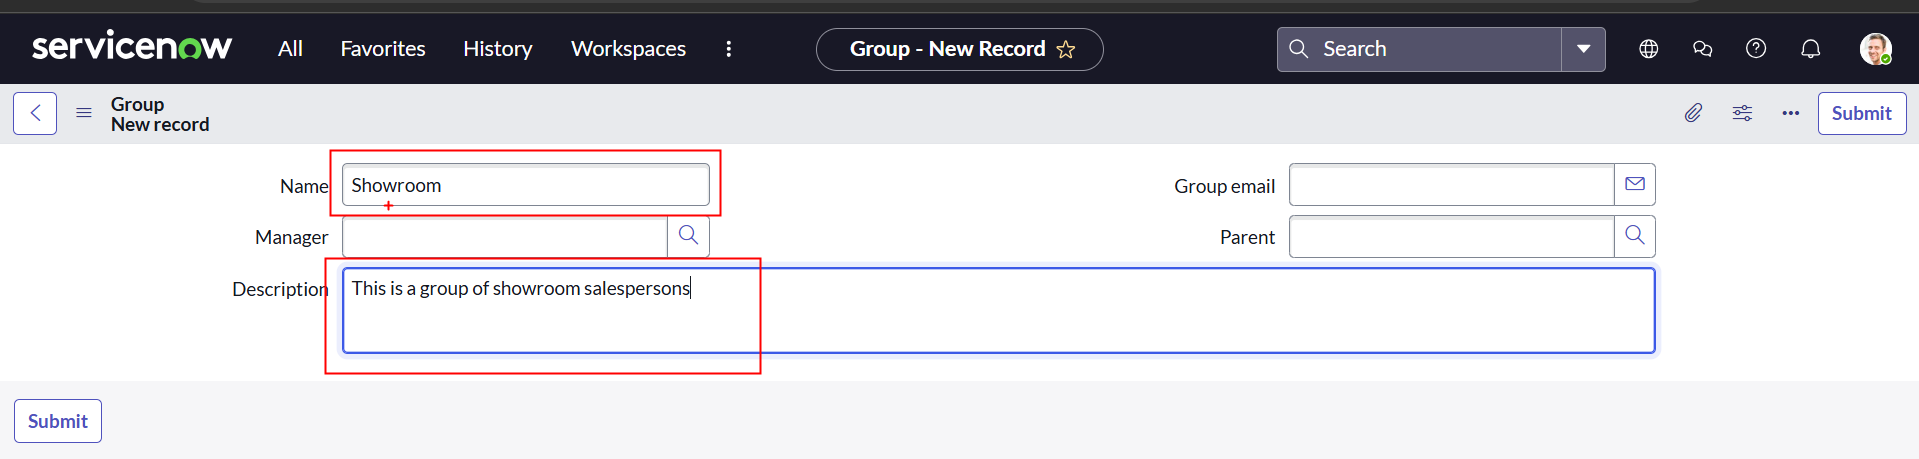 servicenow All Favorites History Workspaces Group - New Record Search
Group
New record
Submit
Name Showroom Group email
Manager Parent
Description This is a group of showroom salespersons
Submit